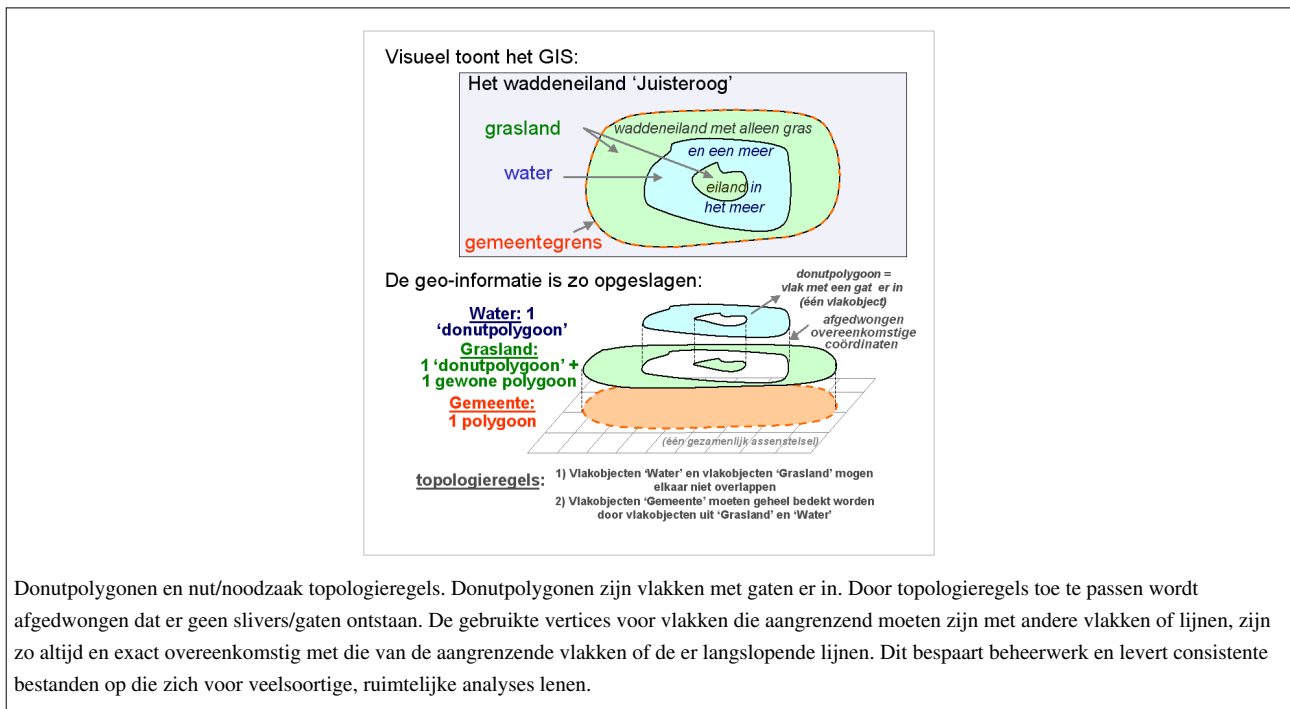 Visueel toont het GIS:
Het waddeneiland ‘Juisteroog’
grasland
waddeneiland met alleen gras
en een meer
water
eiland in
het meer
gemeentegrens
De geo-informatie is zo opgeslagen:
donutpolygoon =
vlak met een gat er in
(één vlakobject)
Water: 1
‘donutpolygoon’
afgedwongen
overeenkomstige
coördinaten
Grasland:
1 ‘donutpolygoon’ +
1 gewone polygoon
Gemeente:
1 polygoon
(één gezamenlijk assenstelsel)
topologieregels:
1) Vlakobjecten ‘Water’ en vlakobjecten ‘Grasland’ mogen
elkaar niet overlappen
2) Vlakobjecten ‘Gemeente’ moeten geheel bedekt worden
door vlakobjecten uit ‘Grasland’ en ‘Water’
Donutpolygonen en nut/noodzaak topologieregels. Donutpolygonen zijn vlakken met gaten er in. Door topologieregels toe te passen wordt
afgedwongen dat er geen slivers/gaten ontstaan. De gebruikte vertices voor vlakken die aangrenzend moeten zijn met andere vlakken of lijnen, zijn
zo altijd en exact overeenkomstig met die van de aangrenzende vlakken of de er langslopende lijnen. Dit bespaart beheerwerk en levert consistente
bestanden op die zich voor veelsoortige, ruimtelijke analyses lenen.